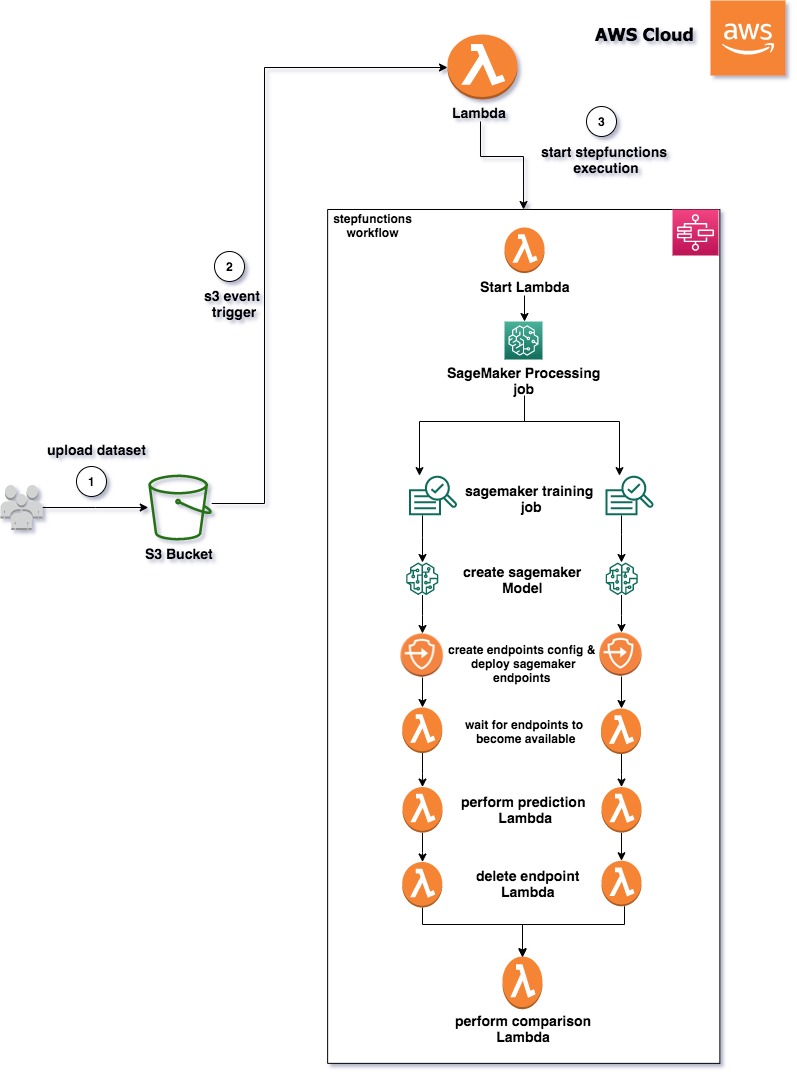 AWS Cloud
aws
Lambda
3
start stepfunctions
execution
stepfunctions
workflow
Start Lambda
2
s3 event
trigger
SageMaker Processing
job
upload dataset
1
S3 Bucket
sagemaker training
job
create sagemaker
Model
create endpoints config &
deploy sagemaker
endpoints
wait for endpoints to
become available
perform prediction
Lambda
delete endpoint
Lambda
perform comparison
Lambda